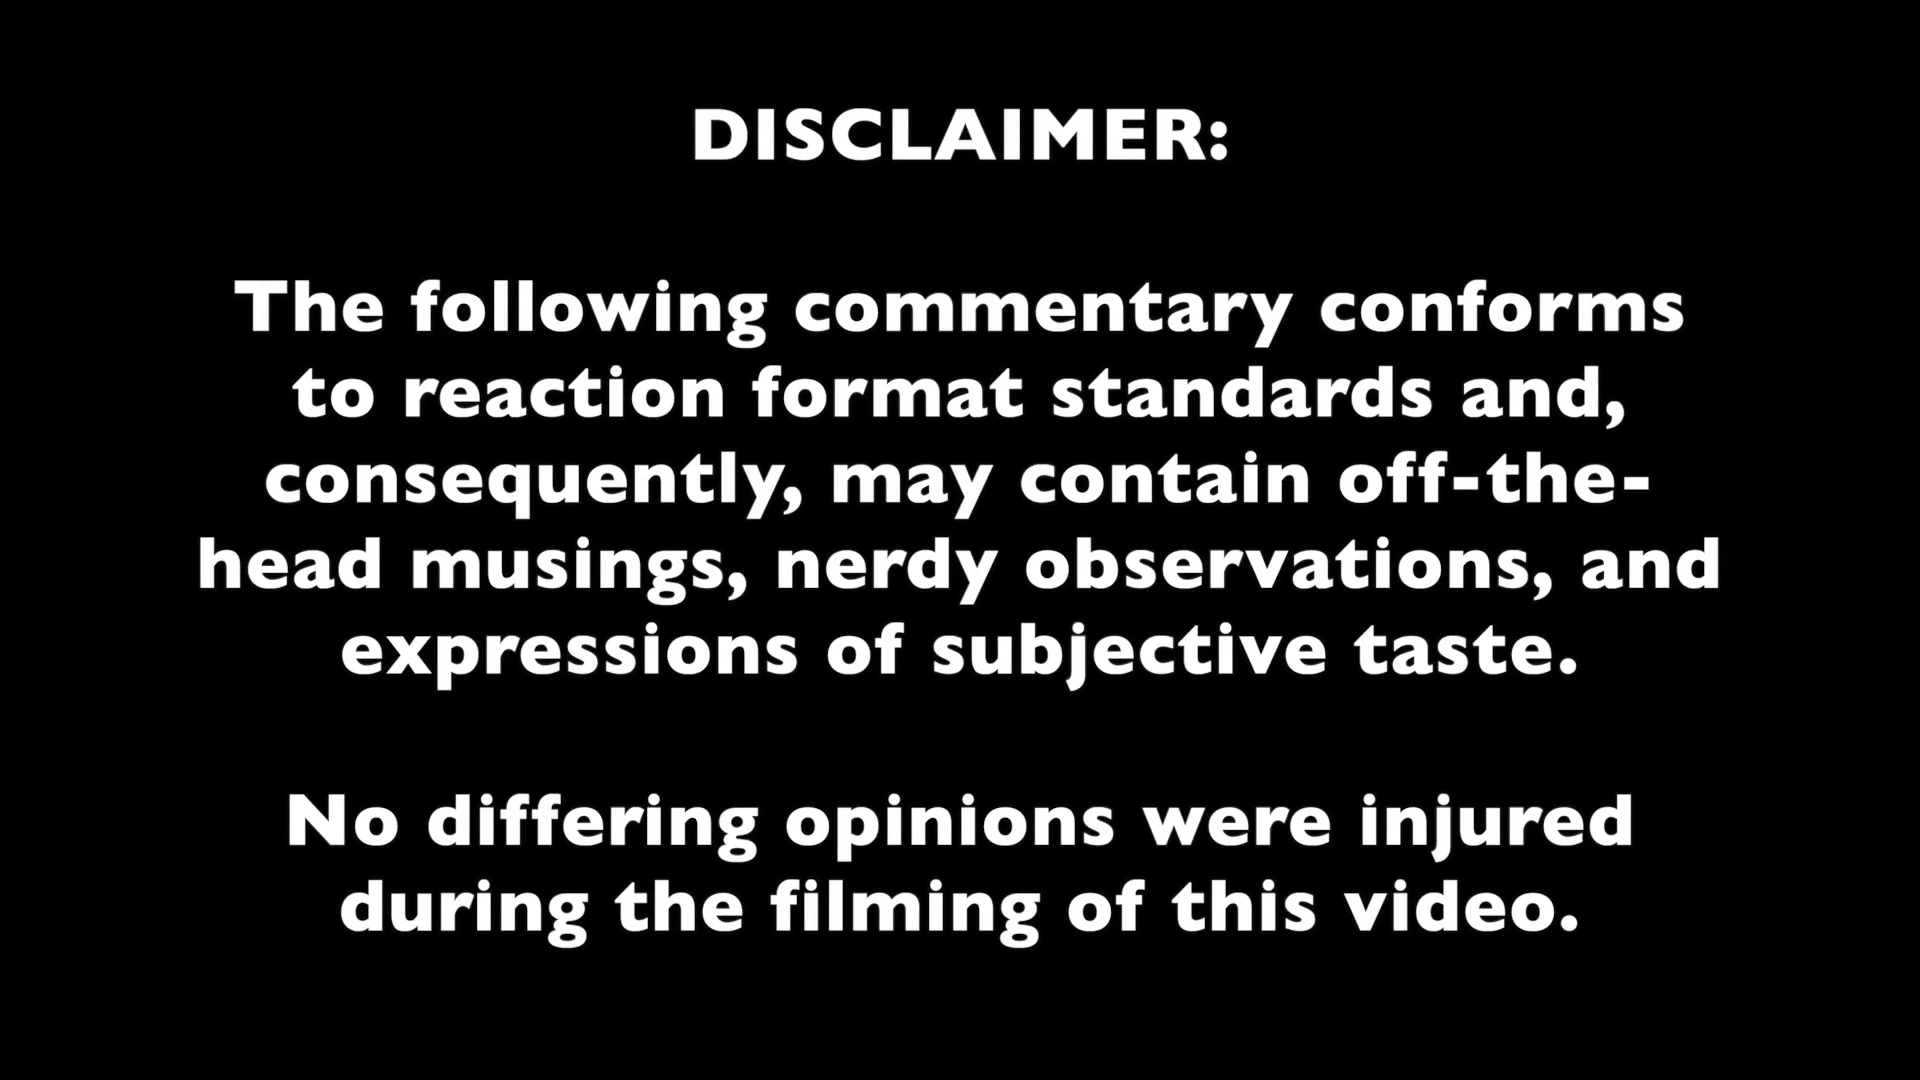 DISCLAIMER:
The following commentary conforms
to reaction format standards and,
consequently, may contain off-the-
head musings, nerdy observations, and
expressions of subjective taste.
No differing opinions were injured
during the filming of this video.